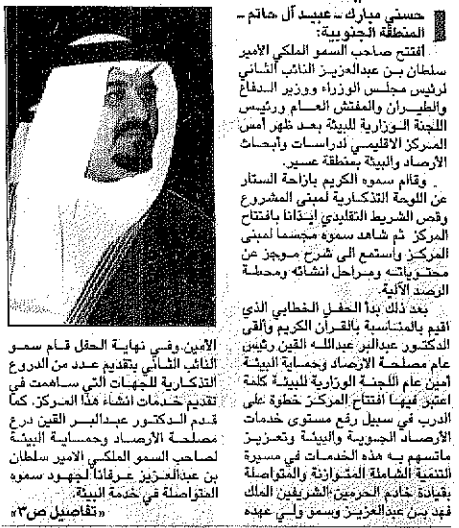 حسني مبارك – عبيد آل حاتم –
المنطقة الجنوبية:
افتتح صاحب السمو الملكي الأمير
سلطان بن عبدالعزيز النائب الثاني
لرئيس مجلس الوزراء ووزير الدفاع
والطيران والمفتش العام ورئيس
اللجنة الوزارية للبيئة بعد ظهر أمس
المركز الاقليمي لدراسات وأبحاث
الأرصاد والبيئة بمنطقة عسير.
وقام سموه الكريم بازاحة الستار
عن اللوحة التذكارية لمبنى المشروع
وقص الشريط التقليدي ايذانا بافتتاح
المركز ثم شاهد سموه مجسما لمبنى
المركز وأستمع الى شرح موجز عن
محتوياته ومراحل أنشائه ومحطة
الرصد الآلية.
بعد ذلك بدأ الحفل الخطابي الذي
اقيم بالمناسبة بالقرآن الكريم وألقى
الدكتور عبدالبر عبدالله القين رئيس
عام مصلحة الأرصاد وحماية البيئة
أمين عام اللجنة الوزارية للبيئة كلمة
اعتبر فيها افتتاح المركز خطوة على
الدرب في سبيل رفع مستوى خدمات
الأرصاد الجوية والبيئة وتعزيز
ماتسهم به هذه الخدمات في مسيرة
التنمية الشاملة المتوازنة والمتواصلة
بقيادة خادم الحرمين الشريفين الملك
فهد بن عبدالعزيز وسمو ولي عهده
الأمين وفي نهاية الحفل قام سمو
النائب الثاني بتقديم عدد من الدروع
التذكارية للجهات التي ساهمت في
تقديم خدمات انشاء هذا المركز. كما
قدم الدكتور عبدالبر القين درع
مصلحة الأرصاد وحماية البيئة
لصاحب السمو الملكي الامير سلطان
بن عبدالعزيز عرفانا لجهود سموه
المتواصلة في خدمة البيئة
«تفاصيل ص٣»